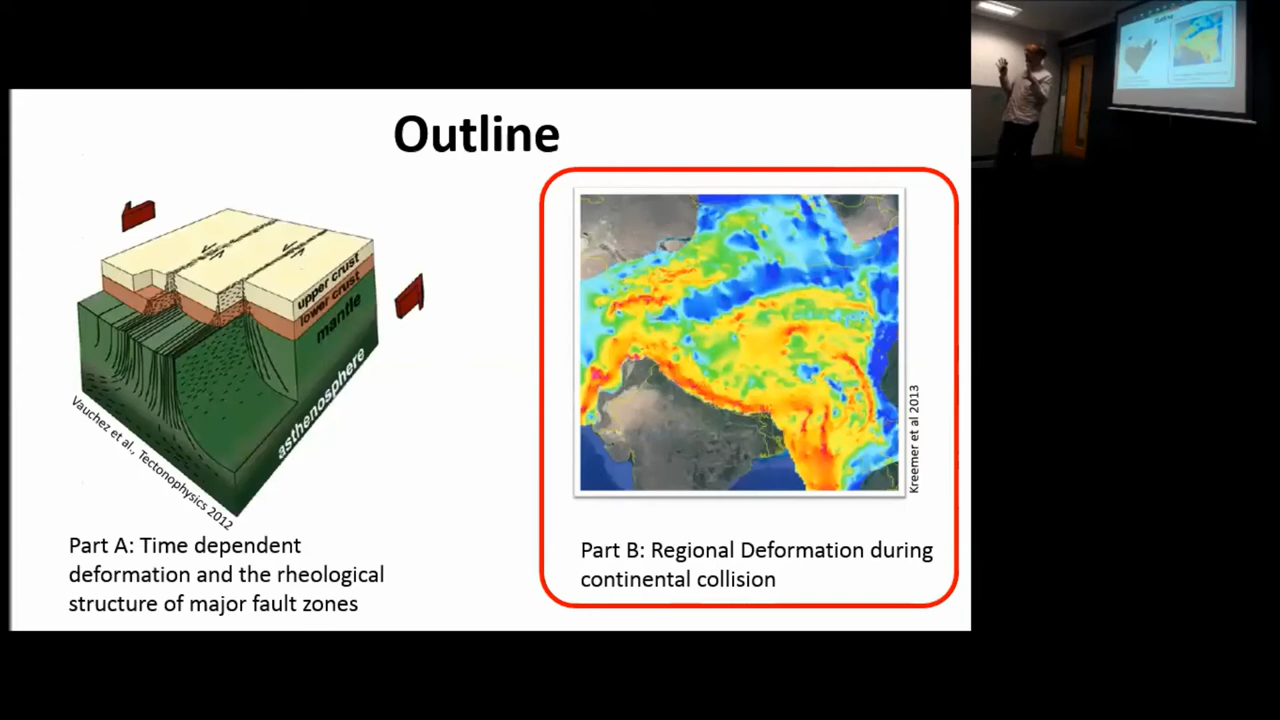 Outline
upper crust
lower crust
mantle
asthenosphere
Vauchez et al., Tectonophysics 2012
Part A: Time dependent
deformation and the rheological
structure of major fault zones
Kreemer et al 2013
Part B: Regional Deformation during
continental collision
Outline